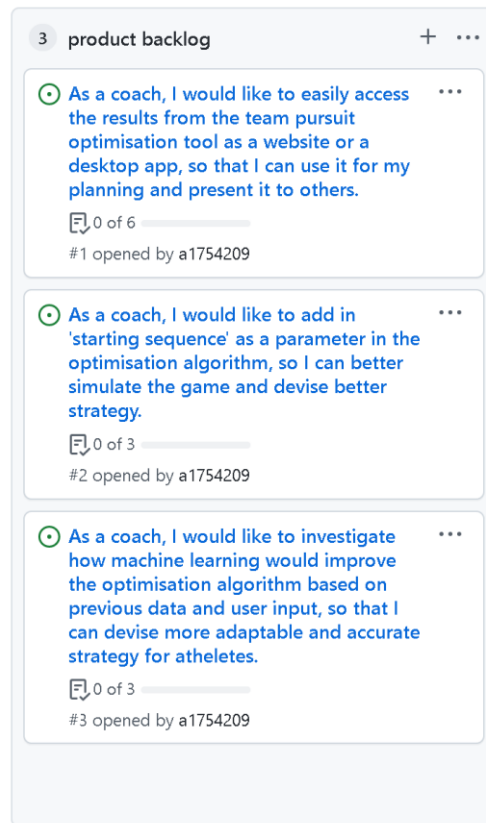 3 product backlog
As a coach, I would like to easily access
the results from the team pursuit
optimisation tool as a website or a
desktop app, so that I can use it for my
planning and present it to others.
0 of 6
#1 opened by a1754209
As a coach, I would like to add in
'starting sequence' as a parameter in the
optimisation algorithm, so I can better
simulate the game and devise better
strategy.
0 of 3
#2 opened by a1754209
As a coach, I would like to investigate
how machine learning would improve
the optimisation algorithm based on
previous data and user input, so that I
can devise more adaptable and accurate
strategy for atheletes.
0 of 3
#3 opened by a1754209